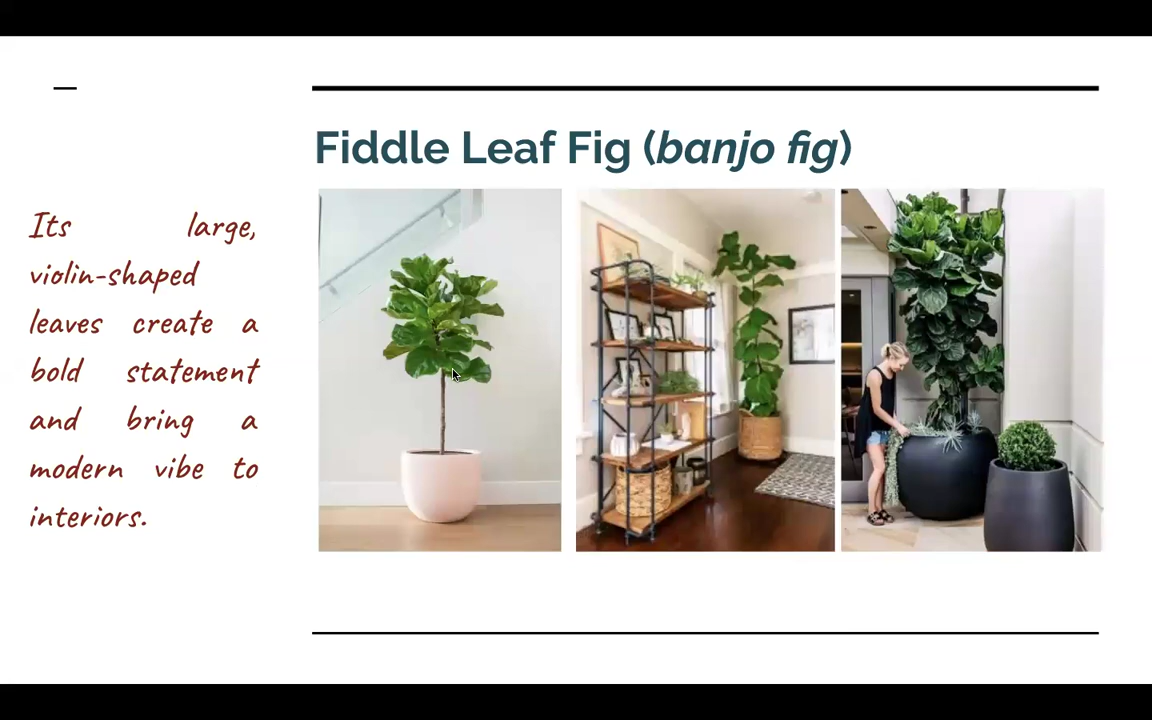 Fiddle Leaf Fig (banjo fig)
Its large,
violin-shaped
leaves create a
bold statement
and bring a
modern vibe to
interiors.